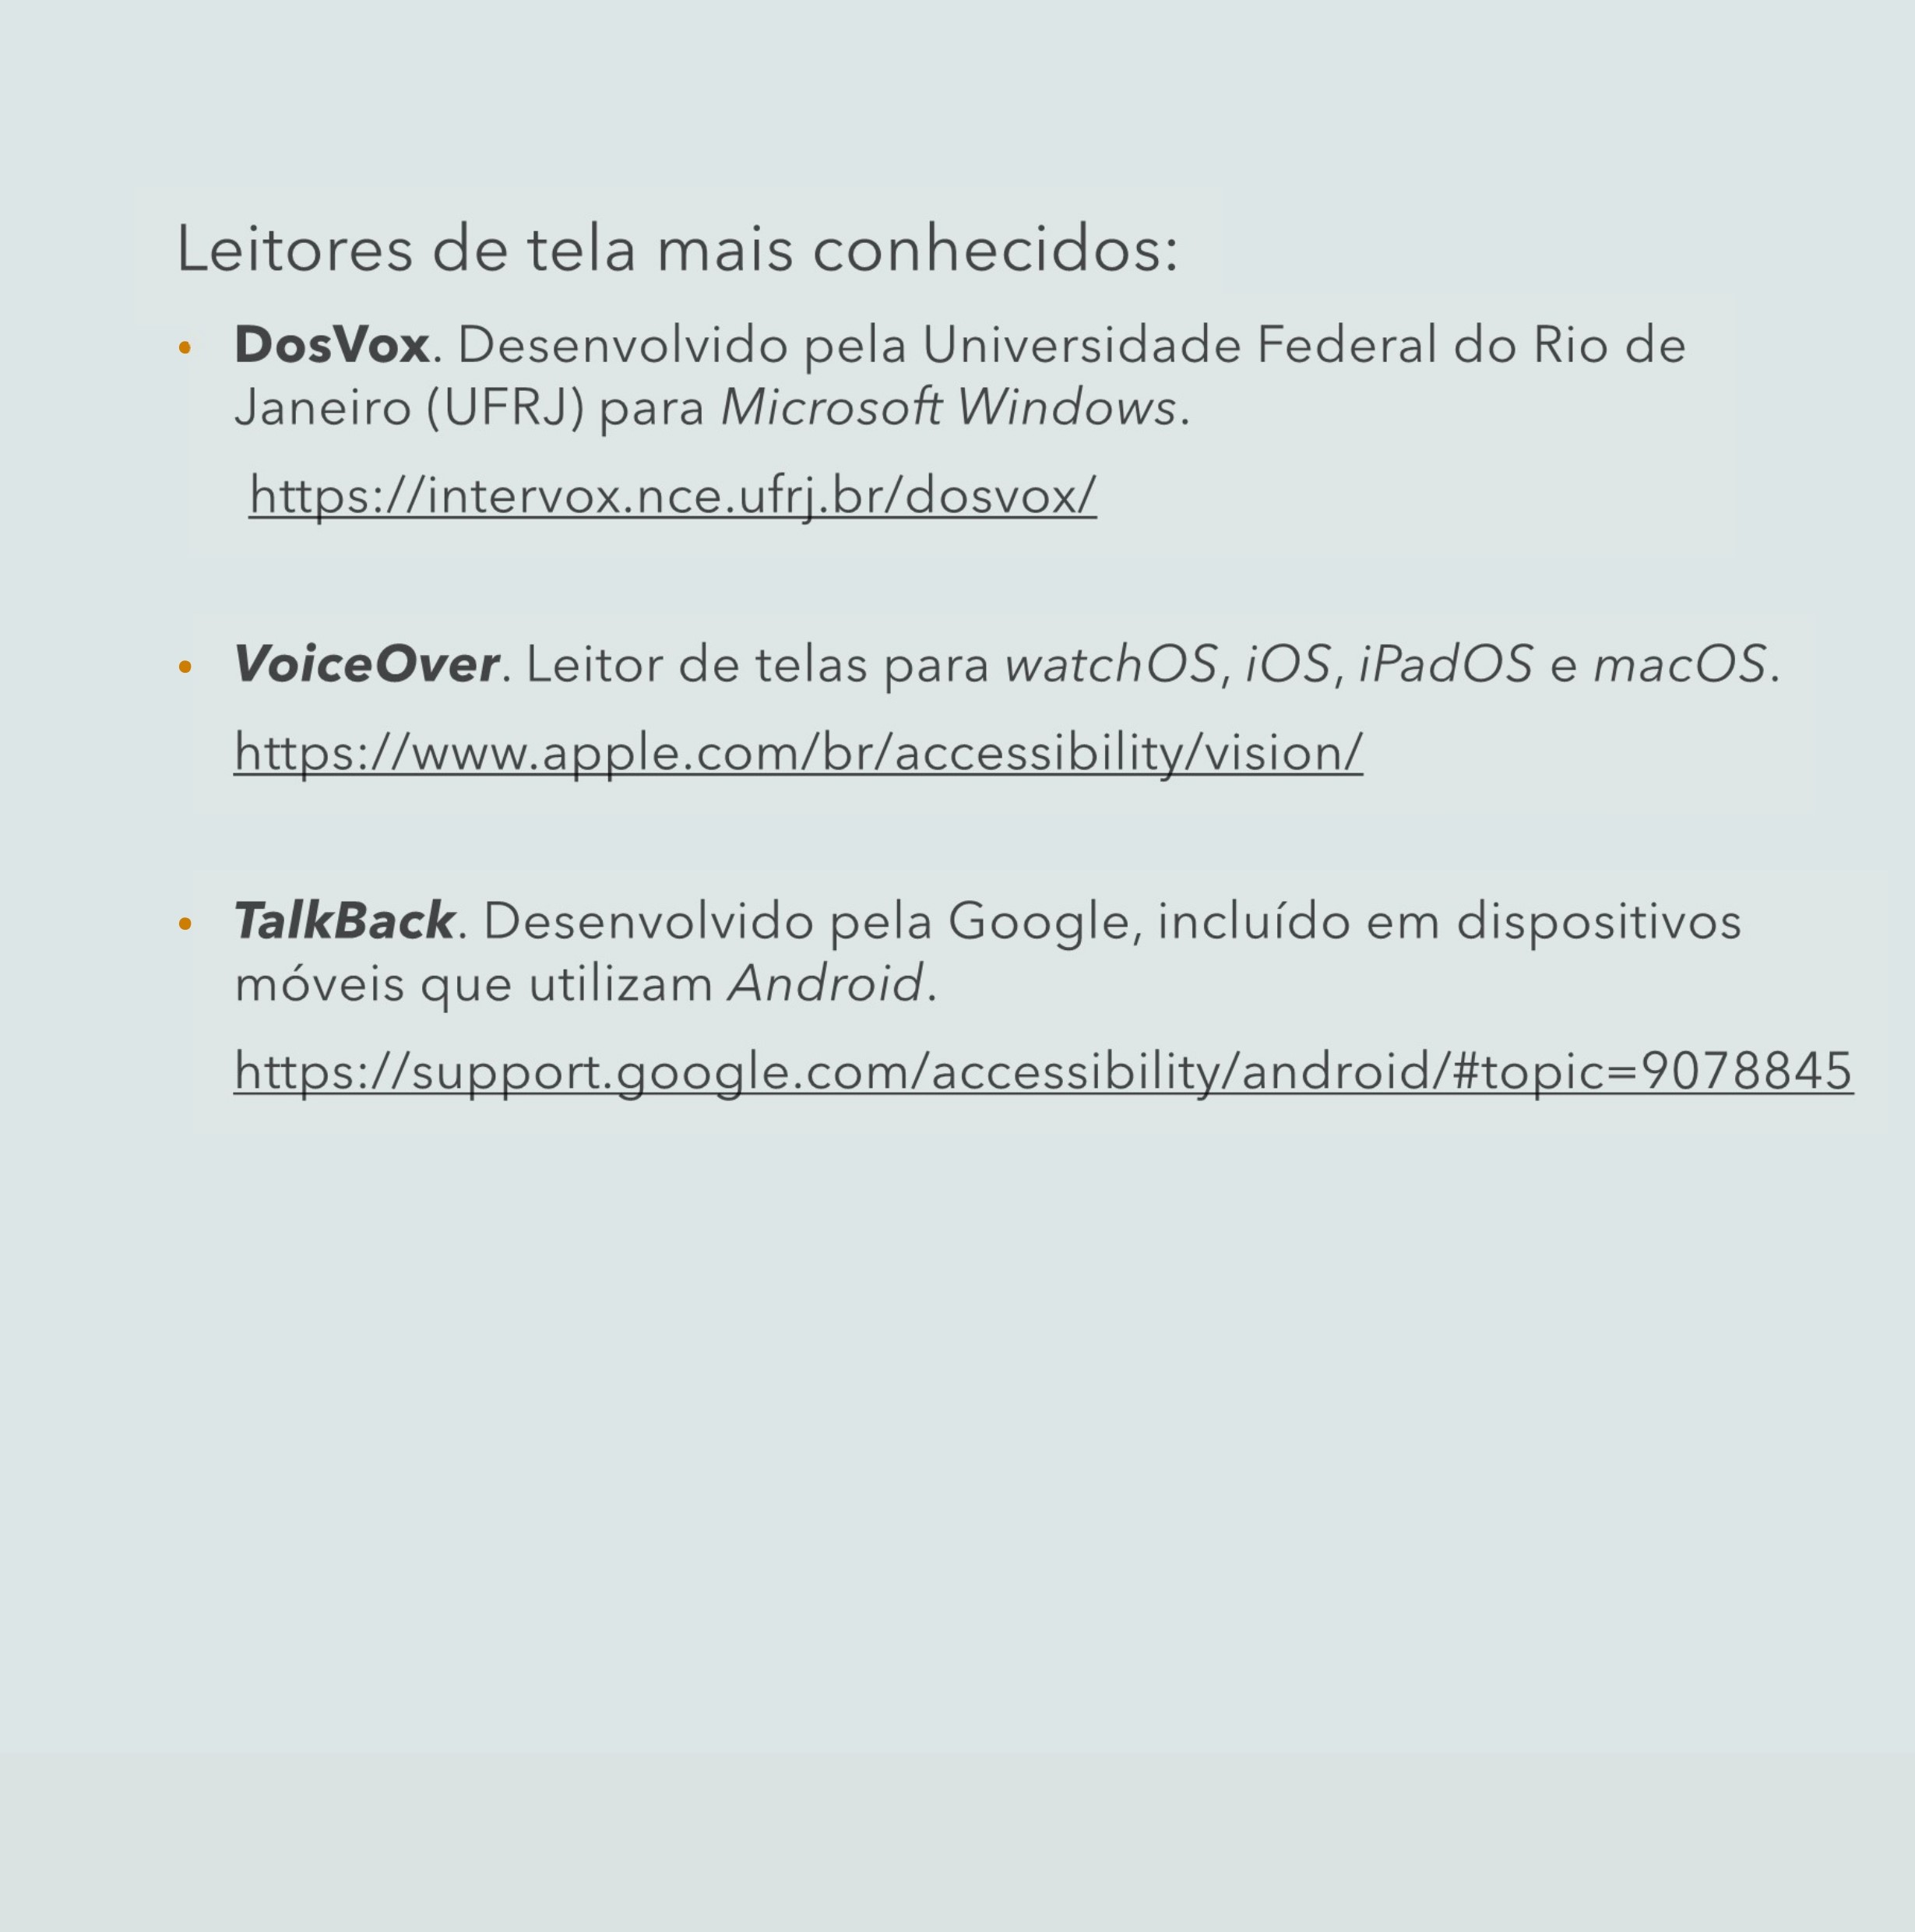 Leitores de tela mais conhecidos:
• DosVox. Desenvolvido pela Universidade Federal do Rio de
Janeiro (UFRJ) para Microsoft Windows.
https://intervox.nce.ufrj.br/dosvox/
• VoiceOver. Leitor de telas para watchOS, iOS, iPadOS e macOS.
https://www.apple.com/br/accessibility/vision/
• TalkBack. Desenvolvido pela Google, incluído em dispositivos
móveis que utilizam Android.
https://support.google.com/accessibility/android/#topic=9078845